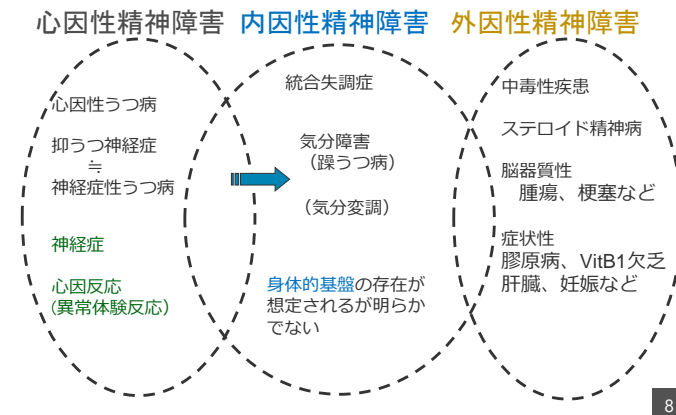 心因性精神障害
内因性精神障害
外因性精神障害
心因性うつ病
抑うつ神経症
≒
神経症性うつ病
神経症
心因反応
(異常体験反応)
統合失調症
気分障害
(躁うつ病)
(気分変調)
身体的基盤の存在が
想定されるが明らか
でない
中毒性疾患
ステロイド精神病
脳器質性
腫瘍、梗塞など
症状性
膠原病、VitB1欠乏
肝臓、妊娠など
8